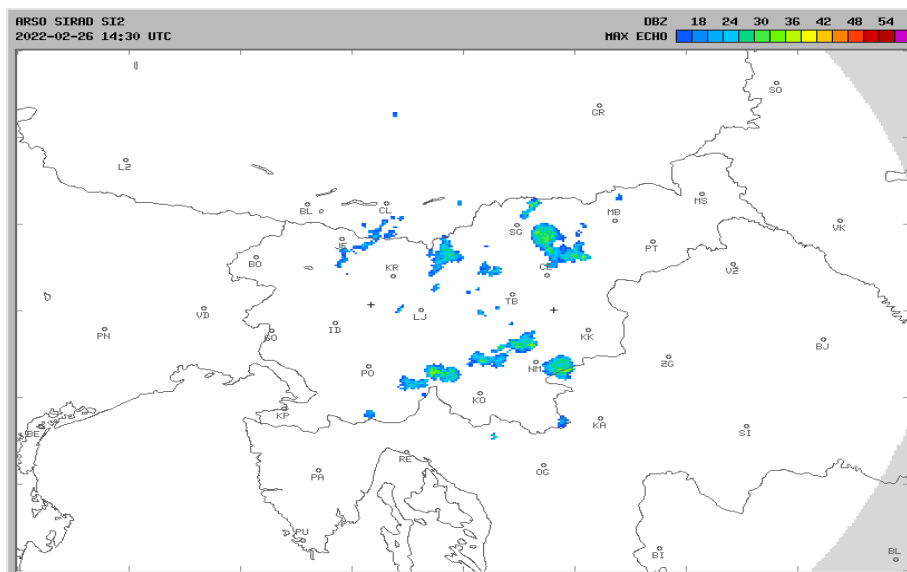 ARSO SIRAD SI2
2022-02-26 14:30 UTC
DBZ 18 24 30 36 42 48 54
MAX ECHO
SO
GR
LZ
MS
BL CL
MB
VK
SG
JE
PT
BO
KR
CE
VZ
TB
VD
LJ
ID
PN
GO
KK
BJ
ZG
PO
NM
KO
KP
KA
BE
SI
RE
OG
PA
PU
BI
BL